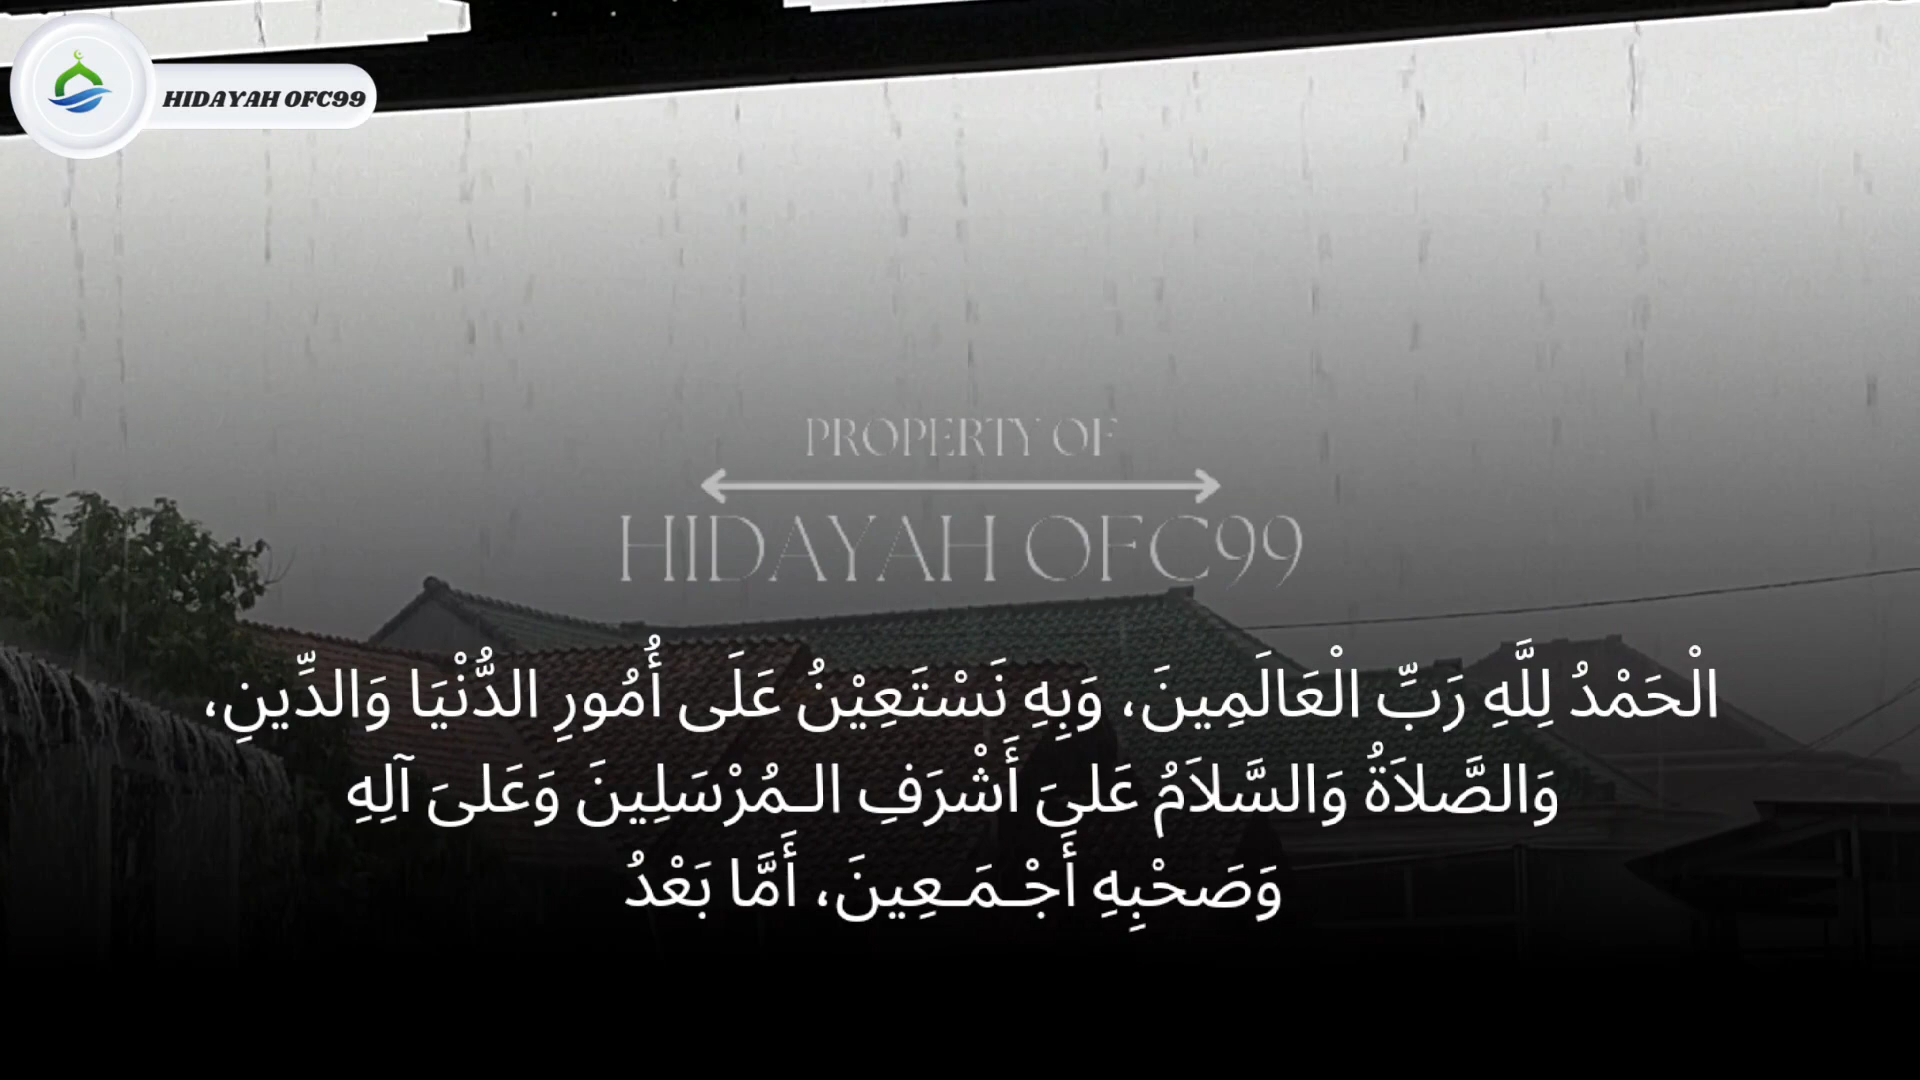 HIDAYAH OFC99
PROPERTY OF
HIDAYAH OFC99
الْحَمْدُ لِلَّهِ رَبِّ الْعَالَمِينَ، وَبِهِ نَسْتَعِيْنُ عَلَى أُمُورِ الدُّنْيَا وَالدِّينِ،
وَالصَّلاَةُ وَالسَّلاَمُ عَلىَ أَشْرَفِ الـمُرْسَلِينَ وَعَلىَ آلِهِ
وَصَحْبِهِ أَجْـمَـعِينَ، أَمَّا بَعْدُ